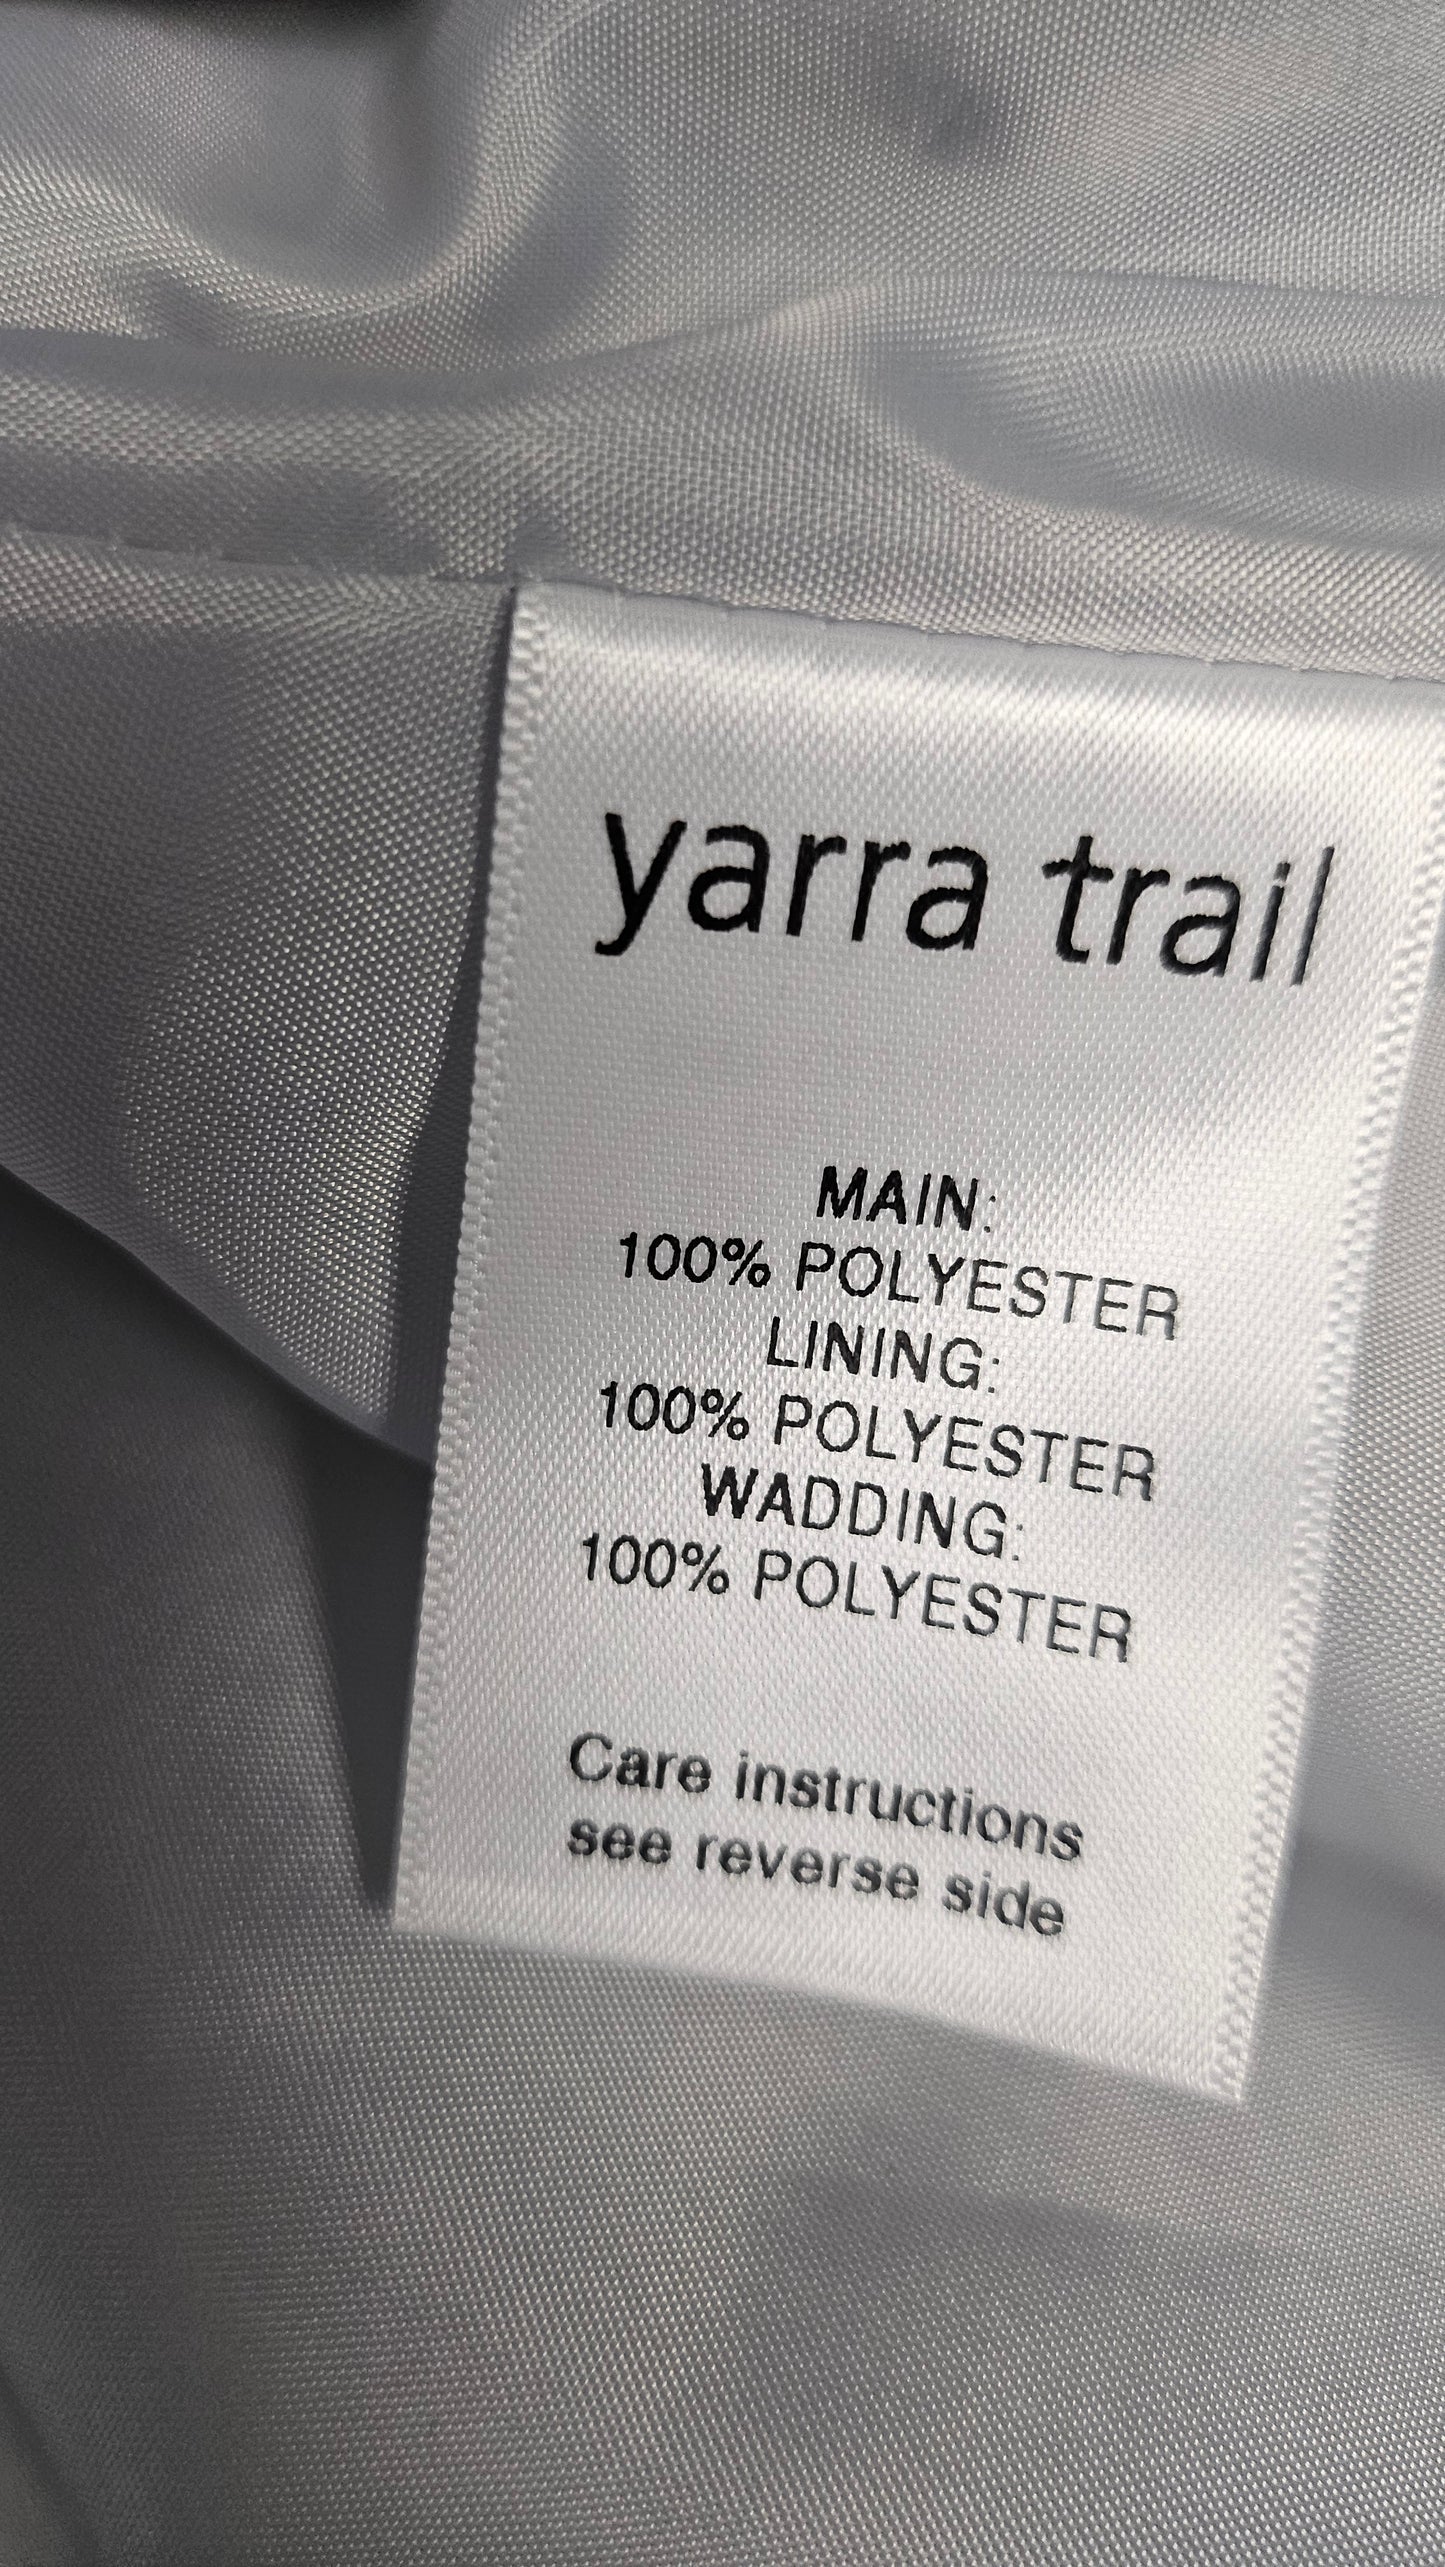 yarra trail
MAIN:
100% POLYESTER
LINING:
100% POLYESTER
WADDING:
100% POLYESTER
Care instructions
see reverse side